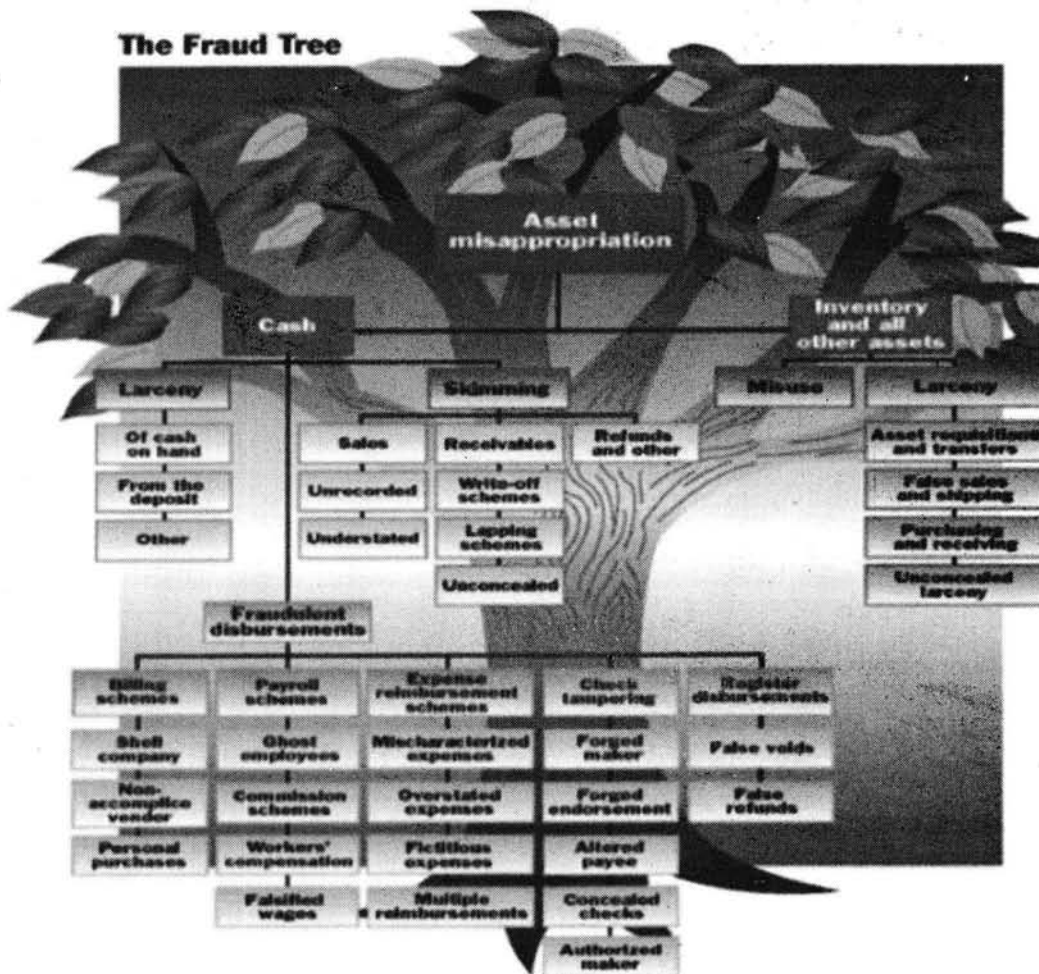 The Fraud Tree
Asset
misappropriation
Cash
Inventory
and all
other assets
Larceny
Skimming
Misuse
Larceny
Of cash
on hand
Sales
Receivables
Refunds
and other
Asset requisitions
and transfers
From the
deposit
Unrecorded
Write-off
schemes
False sales
and shipping
Other
Understated
Lapping
schemes
Purchasing
and receiving
Unconcealed
Unconcealed
larceny
Fraudulent
disbursements
Billing
schemes
Payroll
schemes
Expense
reimbursement
schemes
Check
tampering
Register
disbursements
Shell
company
Ghost
employees
Mischaracterized
expenses
Forged
maker
False voids
Non-
accomplice
vendor
Commission
schemes
Overstated
expenses
Forged
endorsement
False
refunds
Personal
purchases
Workers'
compensation
Fictitious
expenses
Altered
payee
Falsified
wages
Multiple
reimbursements
Concealed
checks
Authorized
maker